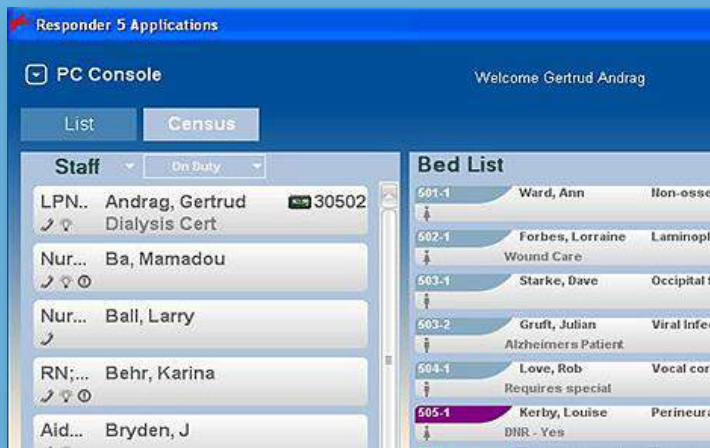 Responder 5 Applications
PC Console
Welcome Gertrud Andrag
List
Census
Staff
On Duty
LPN.. Andrag, Gertrud 30502
Dialysis Cert
Nur... Ba, Mamadou
Nur... Ball, Larry
RN;... Behr, Karina
Aid... Bryden, J
Bed List
501-1 Ward, Ann Non-osse
502-1 Forbes, Lorraine Laminopl
Wound Care
503-1 Starke, Dave Occipital
503-2 Gruft, Julian Viral Infe
Alzheimers Patient
504-1 Love, Rob Vocal cor
Requires special
505-1 Kerby, Louise Perineura
DNR - Yes